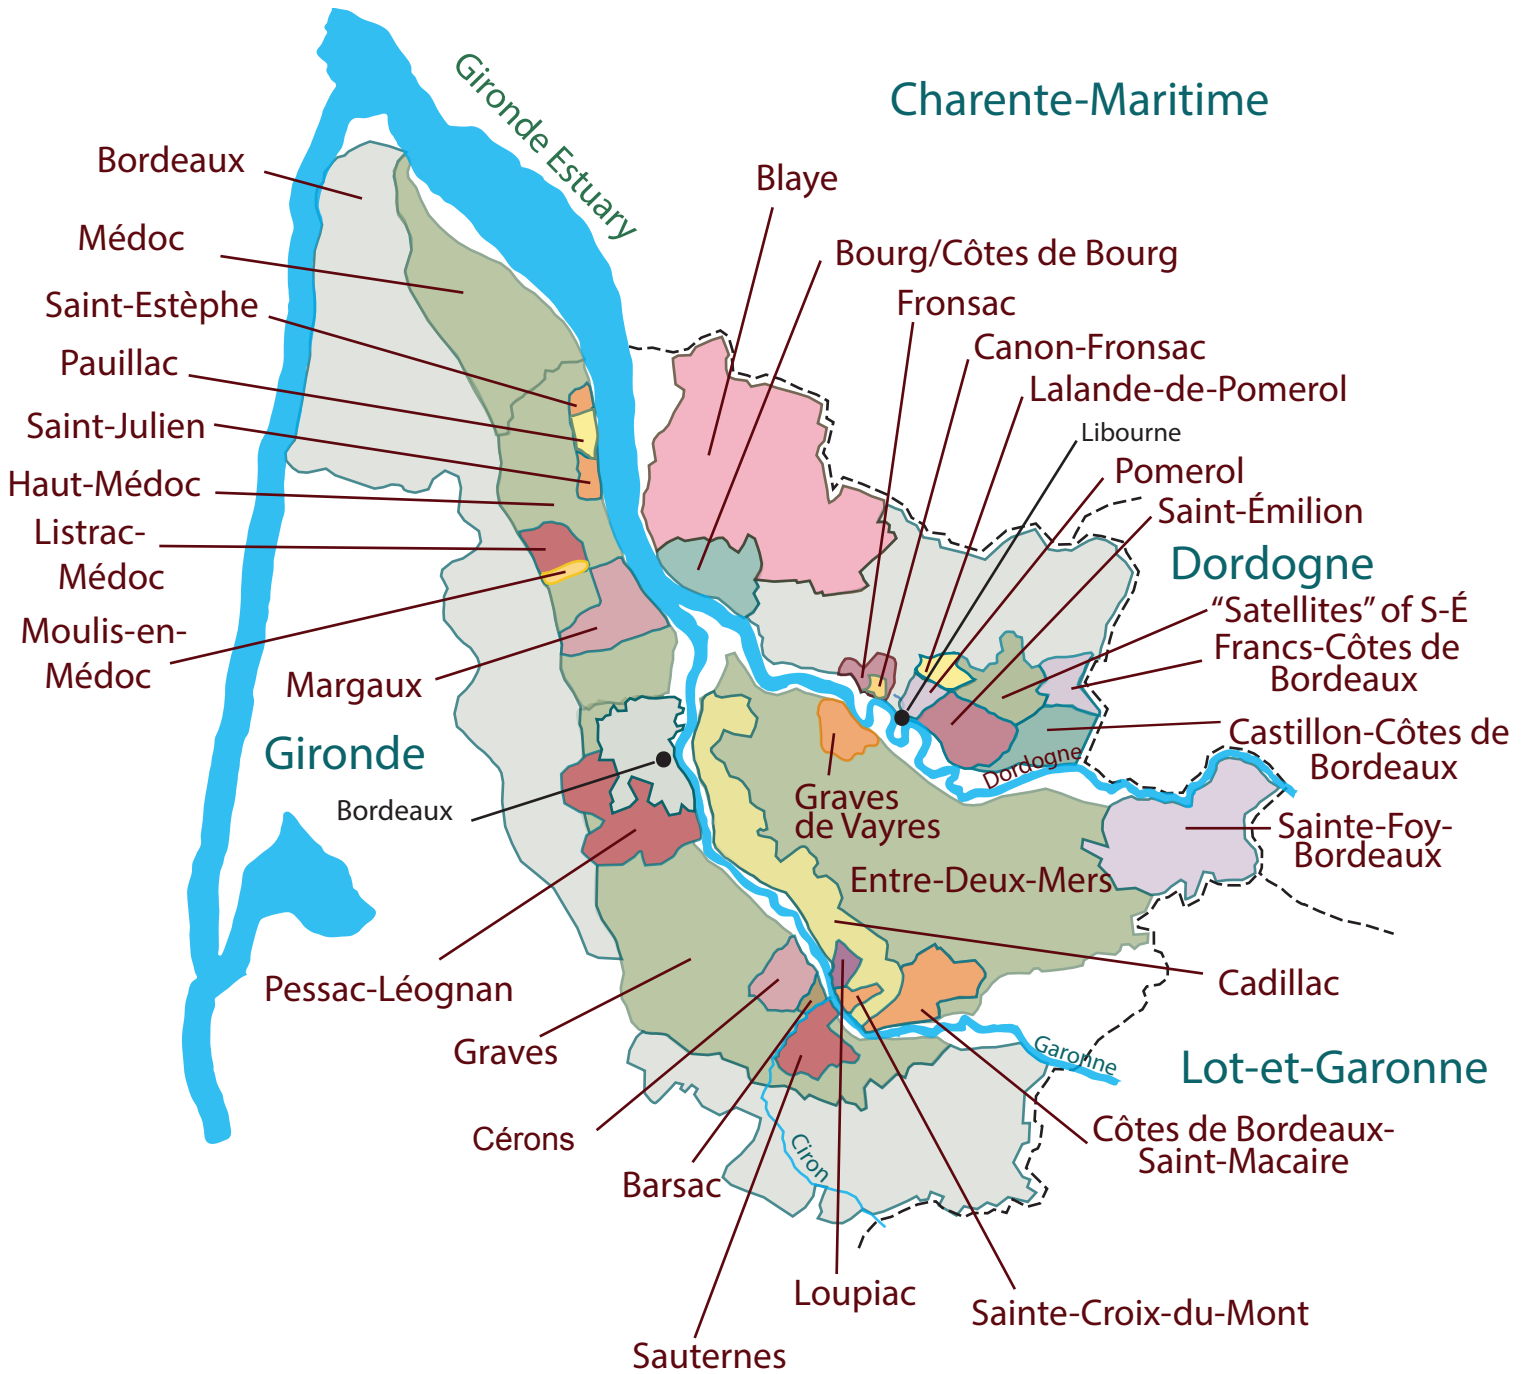 Gironde Estuary
Charente-Maritime
Bordeaux
Blaye
Médoc
Bourg/Côtes de Bourg
Saint-Estèphe
Fronsac
Pauillac
Canon-Fronsac
Lalande-de-Pomerol
Saint-Julien
Libourne
Haut-Médoc
Pomerol
Saint-Émilion
Listrac-
Médoc
Dordogne
Moulis-en-
Médoc
"Satellites" of S-É
Francs-Côtes de
Bordeaux
Margaux
Castillon-Côtes de
Bordeaux
Gironde
Dordogne
Bordeaux
Graves
de Vayres
Sainte-Foy-
Bordeaux
Entre-Deux-Mers
Pessac-Léognan
Cadillac
Graves
Garonne
Lot-et-Garonne
Cérons
Ciron
Côtes de Bordeaux-
Saint-Macaire
Barsac
Loupiac
Sainte-Croix-du-Mont
Sauternes